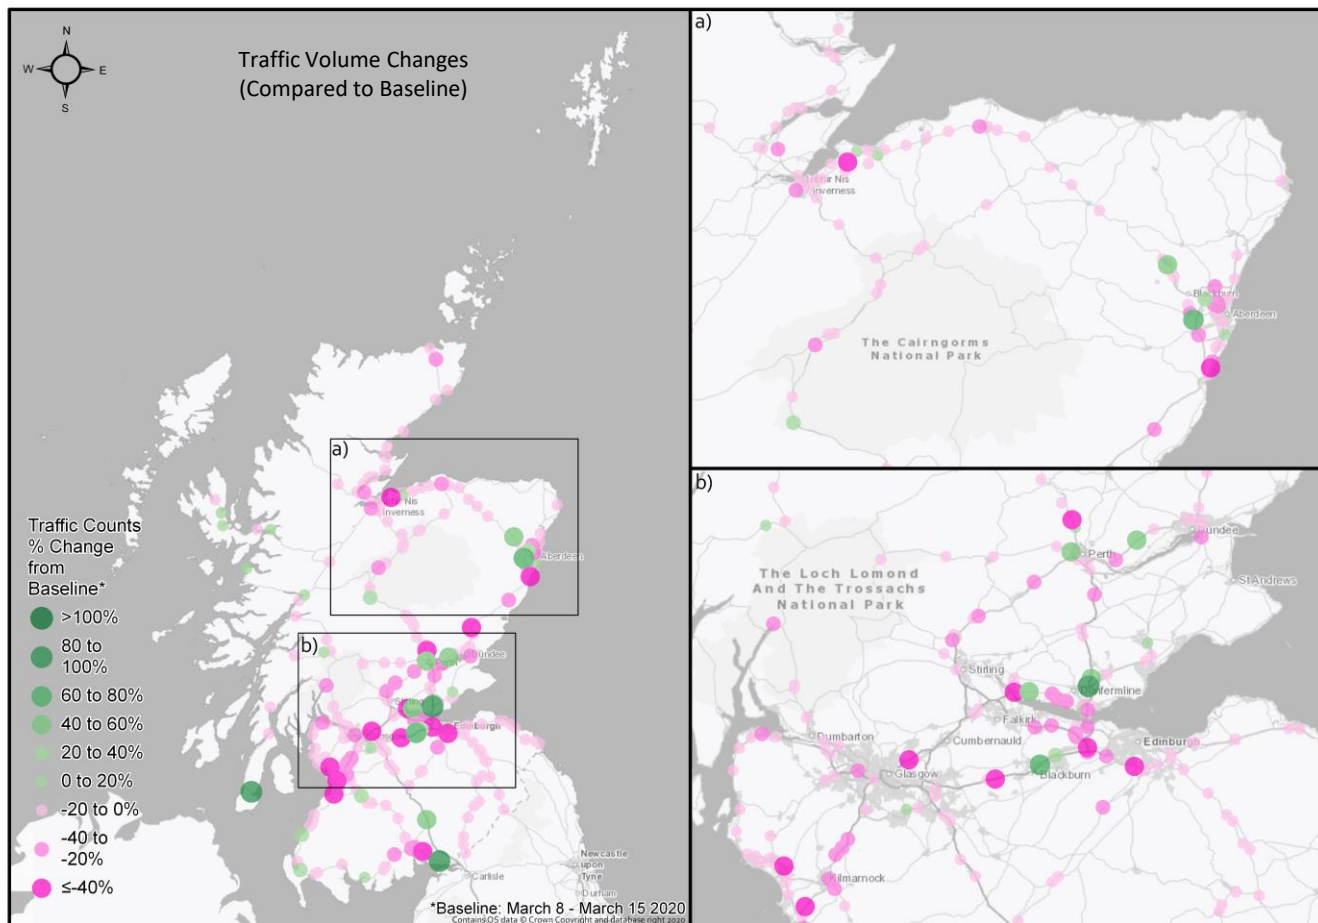 N
W
E
S
Traffic Volume Changes
(Compared to Baseline)
a)
Inverness
Aberdeen
b)
Dundee
Stirling
Edinburgh
Carlisle
Newcastle
upon
Tyne
Durham
Traffic Counts
% Change
from
Baseline*
>100%
80 to
100%
60 to 80%
40 to 60%
20 to 40%
0 to 20%
-20 to 0%
-40 to
-20%
≤-40%
*Baseline: March 8 - March 15 2020
Contains OS data © Crown Copyright and database right 2020
a)
Inbhir Nis
Inverness
Blackburn
Aberdeen
The Cairngorms
National Park
b)
Dundee
Perth
St Andrews
The Loch Lomond
And The Trossachs
National Park
Stirling
Dunfermline
Falkirk
Dumbarton
Cumbernauld
Edinburgh
Glasgow
Blackburn
Kilmarnock